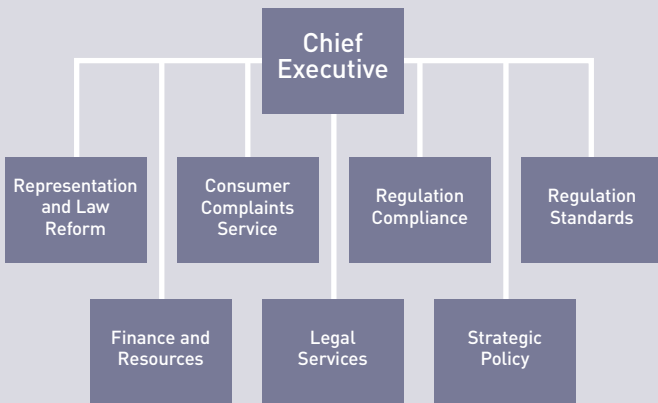 Chief
Executive
Representation
and Law
Reform
Consumer
Complaints
Service
Regulation
Compliance
Regulation
Standards
Finance and
Resources
Legal
Services
Strategic
Policy